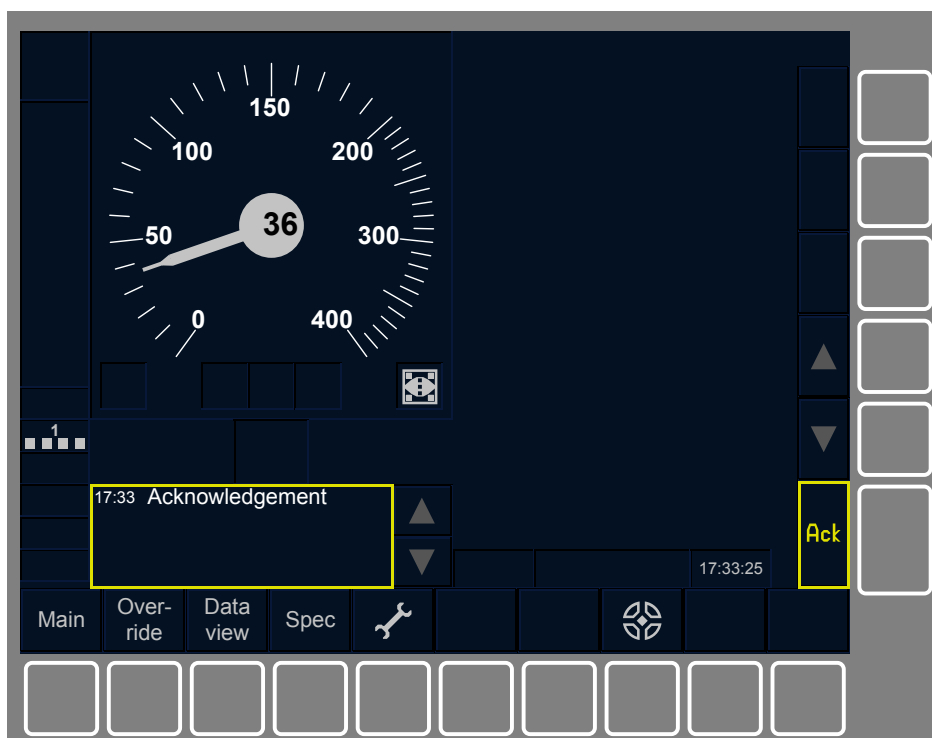 150
100
200
36
50
300
0
400
1
17:33 Acknowledgement
Ack
17:33:25
Main
Over-
ride
Data
view
Spec